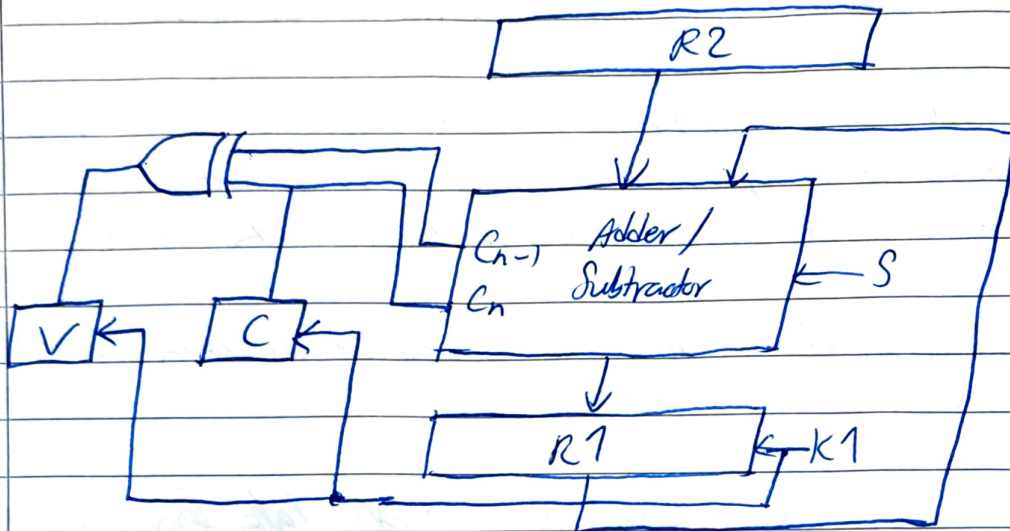 R2
Cn-1
Adder /
Subtractor
Cn
S
V
C
R1
K1